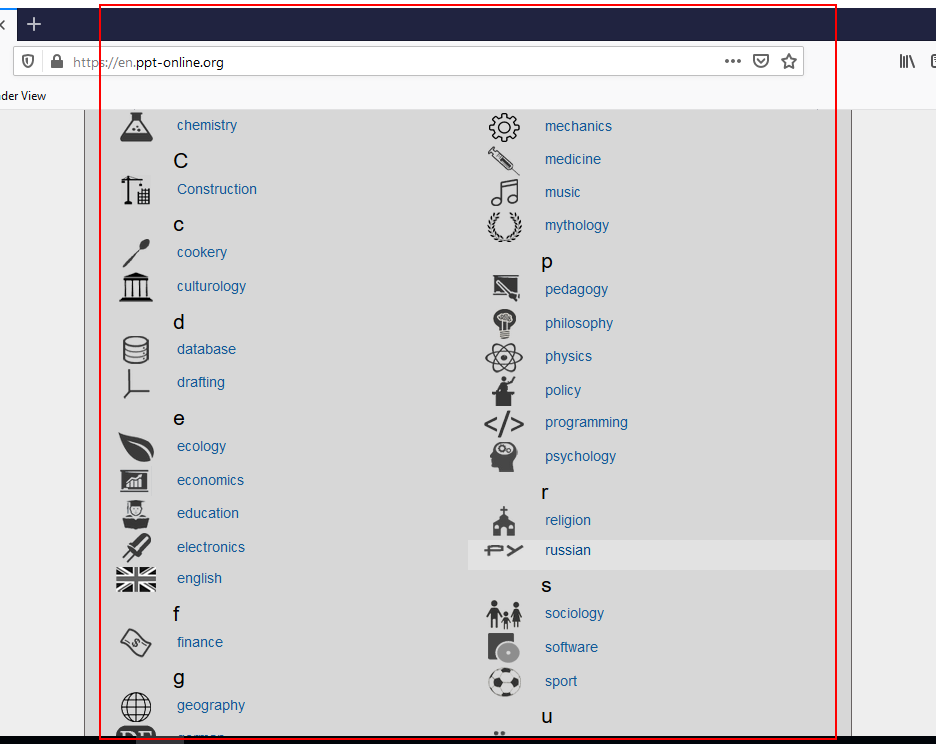 https://en.ppt-online.org
der View
chemistry
C
Construction
c
cookery
culturology
d
database
drafting
e
ecology
economics
education
electronics
english
f
finance
g
geography
german
mechanics
medicine
music
mythology
p
pedagogy
philosophy
physics
policy
</>
programming
psychology
r
religion
РУ
russian
s
sociology
software
sport
u